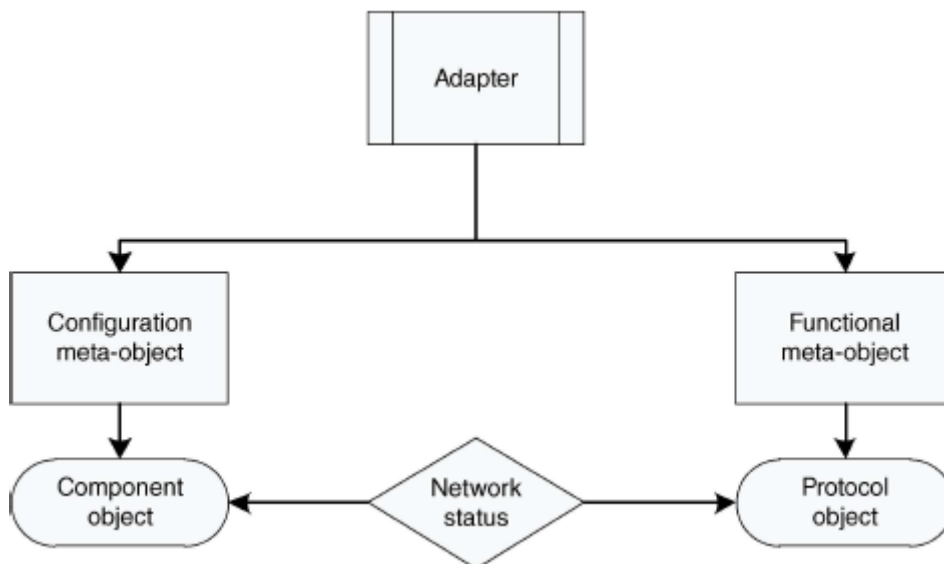 Adapter
Configuration
meta-object
Functional
meta-object
Component
object
Network
status
Protocol
object